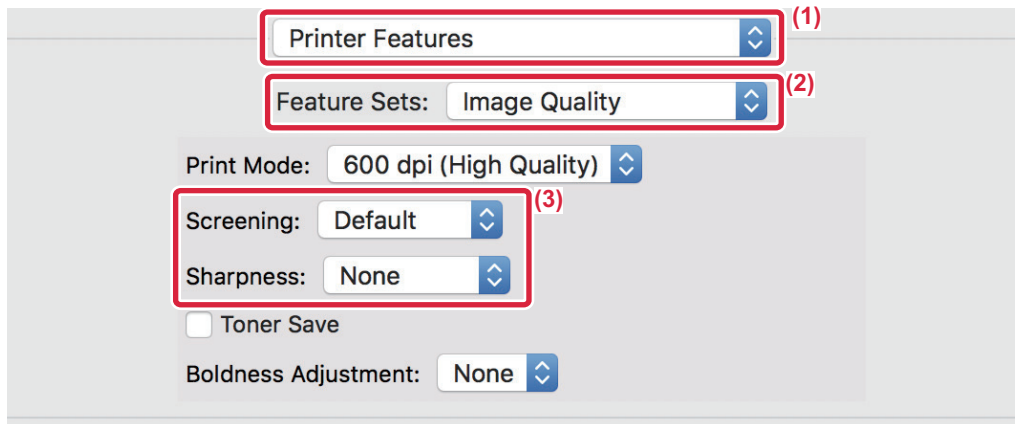 Printer Features (1)
Feature Sets: Image Quality (2)
Print Mode: 600 dpi (High Quality)
Screening: Default (3)
Sharpness: None
Toner Save
Boldness Adjustment: None